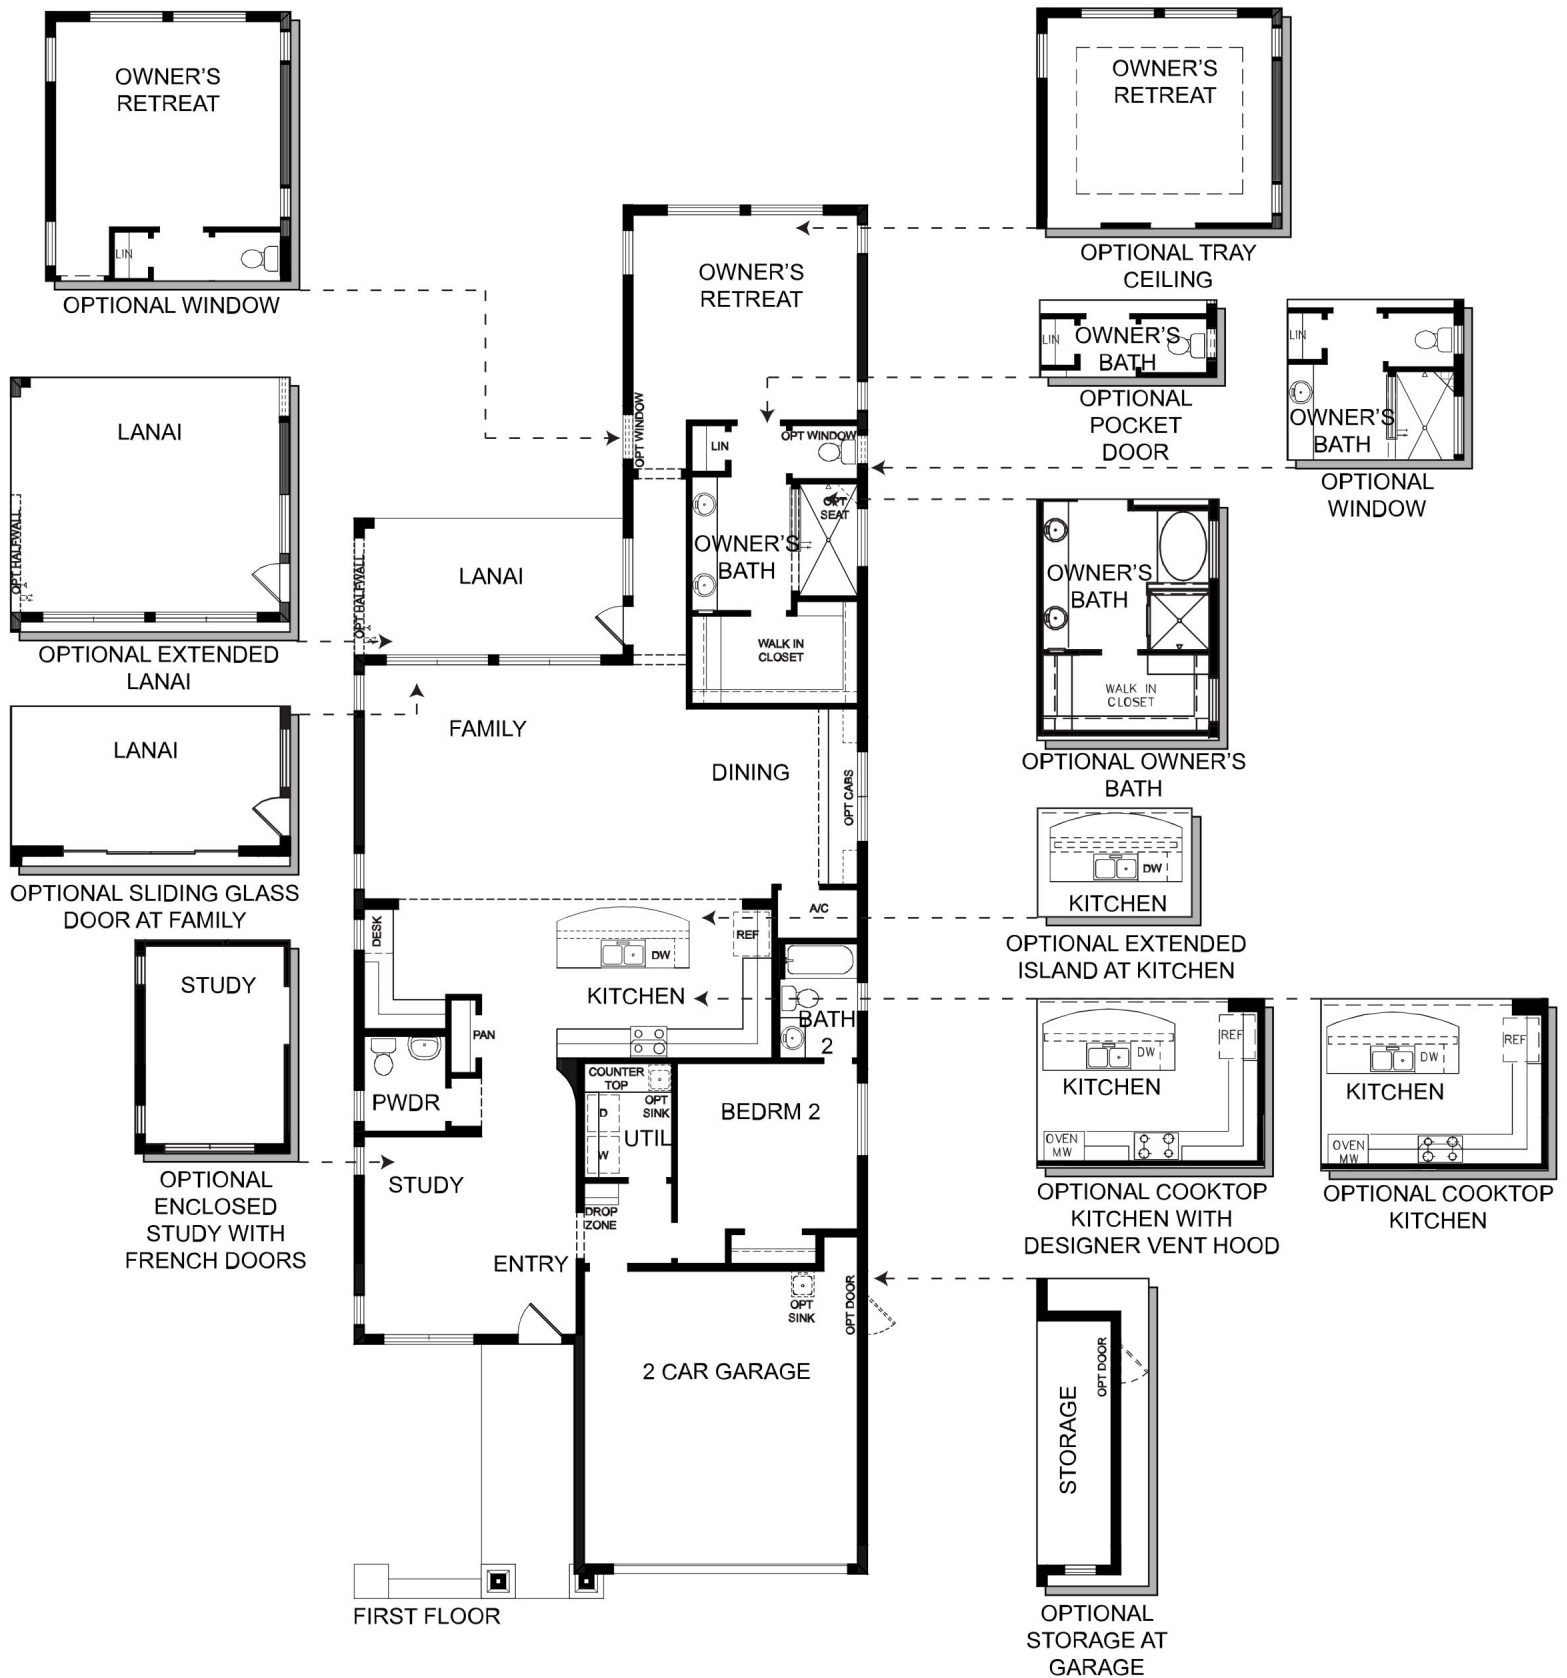 OWNER'S
RETREAT
LIN
OPTIONAL WINDOW
LANAI
OPT HALFWALL
OPTIONAL EXTENDED
LANAI
LANAI
OPTIONAL SLIDING GLASS
DOOR AT FAMILY
STUDY
OPTIONAL
ENCLOSED
STUDY WITH
FRENCH DOORS
OWNER'S
RETREAT
OPT WINDOW
LIN
OPT WINDOW
OPT
SEAT
OWNER'S
BATH
LANAI
OPT HALFWALL
WALK IN
CLOSET
FAMILY
DINING
OPT CABS
A/C
DESK
REF
DW
KITCHEN
PAN
BATH
2
PWDR
COUNTER
TOP
OPT
SINK
D
UTIL
W
BEDRM 2
STUDY
DROP
ZONE
ENTRY
OPT
SINK
OPT DOOR
2 CAR GARAGE
FIRST FLOOR
OWNER'S
RETREAT
OPTIONAL TRAY
CEILING
LIN
OWNER'S
BATH
OPTIONAL
POCKET
DOOR
LIN
OWNER'S
BATH
OPTIONAL
WINDOW
OWNER'S
BATH
WALK IN
CLOSET
OPTIONAL OWNER'S
BATH
DW
KITCHEN
OPTIONAL EXTENDED
ISLAND AT KITCHEN
REF
DW
KITCHEN
OVEN
MW
OPTIONAL COOKTOP
KITCHEN WITH
DESIGNER VENT HOOD
REF
DW
KITCHEN
OVEN
MW
OPTIONAL COOKTOP
KITCHEN
OPT DOOR
STORAGE
OPTIONAL
STORAGE AT
GARAGE